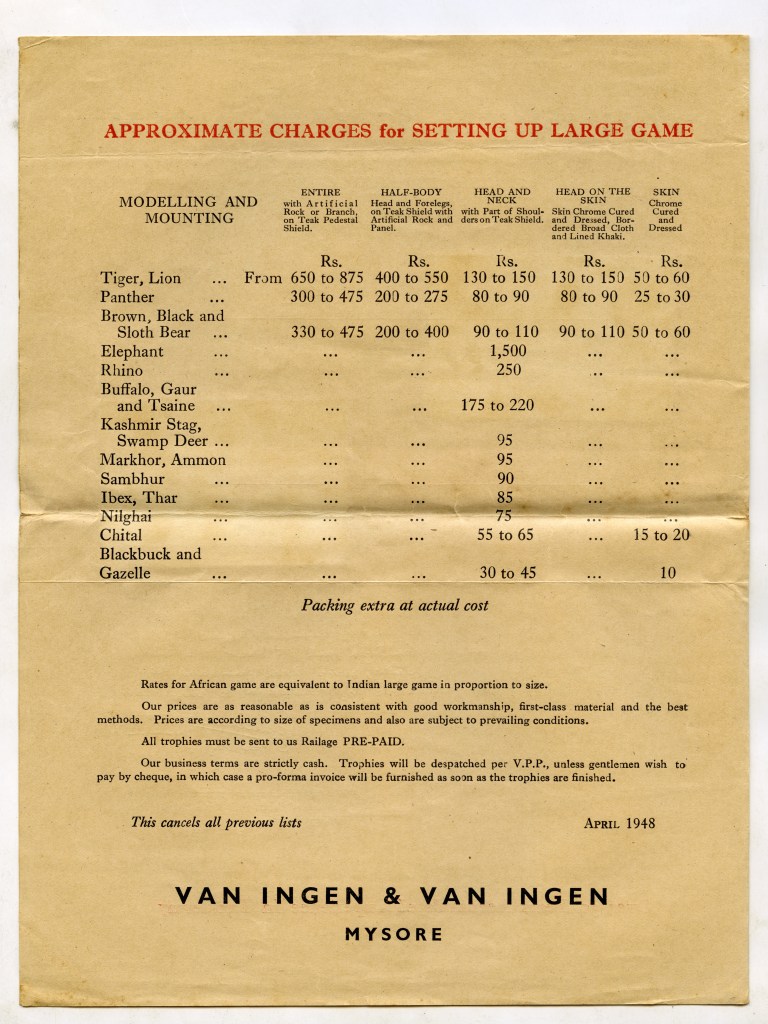 APPROXIMATE CHARGES for SETTING UP LARGE GAME
MODELLING AND
MOUNTING
ENTIRE
with Artificial
Rock or Branch,
on Teak Pedestal
Shield.
HALF-BODY
Head and Forelegs,
on Teak Shield with
Artificial Rock and
Panel.
HEAD AND
NECK
with Part of Shoul-
ders on Teak Shield.
HEAD ON THE
SKIN
Skin Chrome Cured
and Dressed, Bor-
dered Broad Cloth
and Lined Khaki.
SKIN
Chrome
Cured
and
Dressed
Rs. Rs. Rs. Rs. Rs.
Tiger, Lion ... From 650 to 875 400 to 550 130 to 150 130 to 150 50 to 60
Panther ... 300 to 475 200 to 275 80 to 90 80 to 90 25 to 30
Brown, Black and
Sloth Bear ... 330 to 475 200 to 400 90 to 110 90 to 110 50 to 60
Elephant ... ... ... 1,500 ... ...
Rhino ... ... ... 250 .. ...
Buffalo, Gaur
and Tsaine ... ... ... 175 to 220 ... ...
Kashmir Stag,
Swamp Deer ... ... ... 95 ... ...
Markhor, Ammon ... ... 95 ... ...
Sambhur ... ... ... 90 ... ...
Ibex, Thar ... ... ... 85 ... ...
Nilghai ... ... ... 75 ... ...
Chital ... ... ... 55 to 65 ... 15 to 20
Blackbuck and
Gazelle ... ... ... 30 to 45 ... 10
Packing extra at actual cost
Rates for African game are equivalent to Indian large game in proportion to size.
Our prices are as reasonable as is consistent with good workmanship, first-class material and the best
methods. Prices are according to size of specimens and also are subject to prevailing conditions.
All trophies must be sent to us Railage PRE-PAID.
Our business terms are strictly cash. Trophies will be despatched per V.P.P., unless gentlemen wish to
pay by cheque, in which case a pro-forma invoice will be furnished as soon as the trophies are finished.
This cancels all previous lists April 1948
VAN INGEN & VAN INGEN
MYSORE